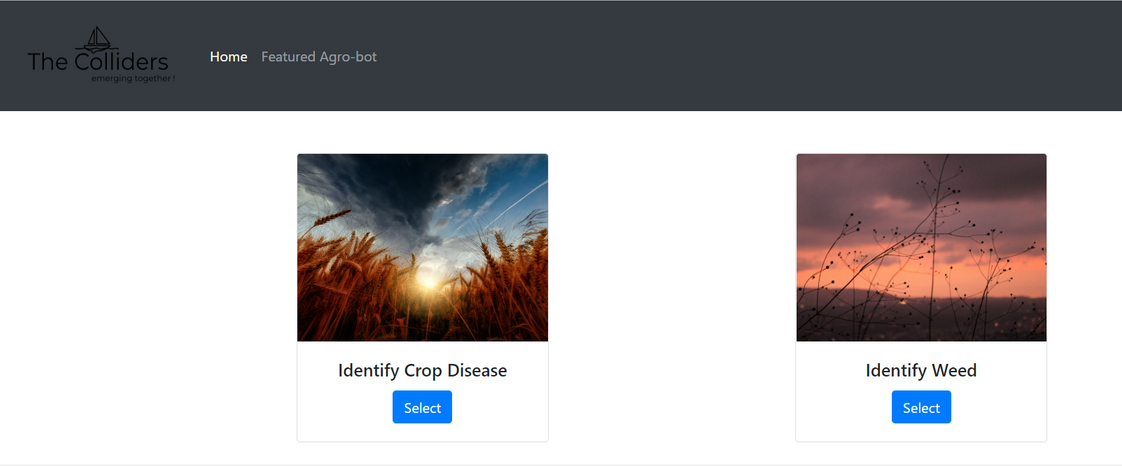 The Colliders
emerging together !
Home
Featured Agro-bot
Identify Crop Disease
Select
Identify Weed
Select